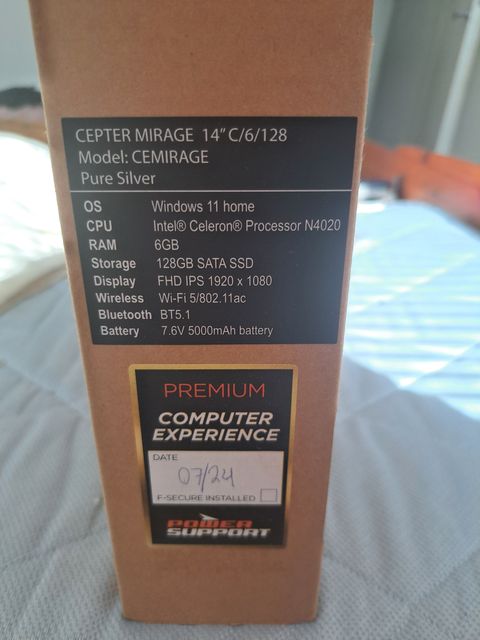 CEPTER MIRAGE 14" C/6/128
Model: CEMIRAGE
Pure Silver
OS Windows 11 home
CPU Intel® Celeron® Processor N4020
RAM 6GB
Storage 128GB SATA SSD
Display FHD IPS 1920 x 1080
Wireless Wi-Fi 5/802.11ac
Bluetooth BT5.1
Battery 7.6V 5000mAh battery
PREMIUM
COMPUTER
EXPERIENCE
DATE
07/24
F-SECURE INSTALLED
POWER
SUPPORT